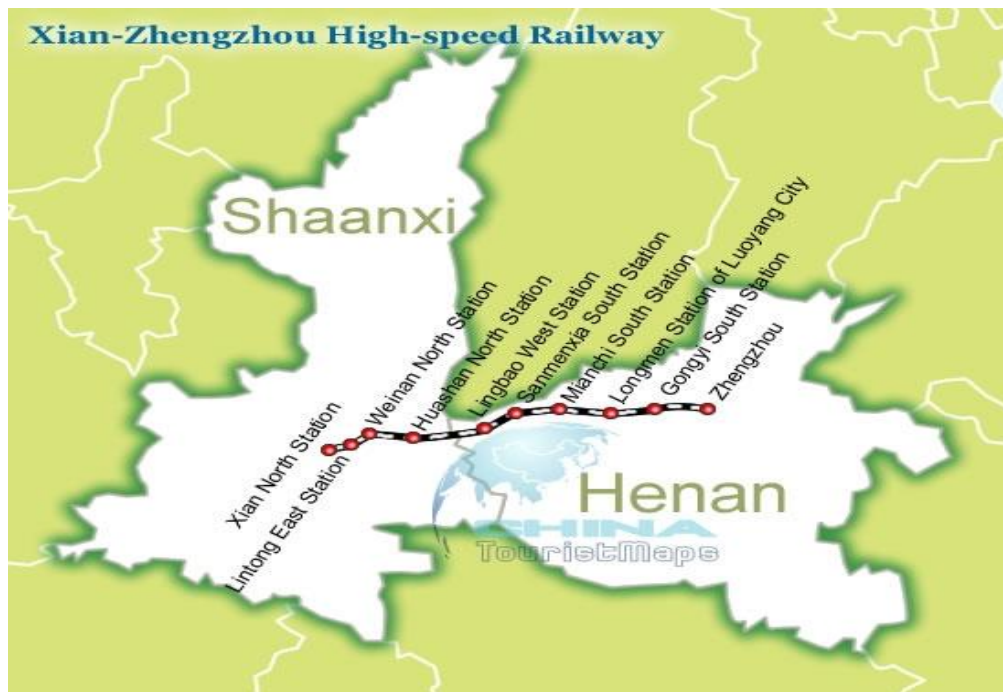 Xian-Zhengzhou High-speed Railway
Shaanxi
Xian North Station
Lintong East Station
Weinan North Station
Huashan North Station
Lingbao West Station
Sanmenxia South Station
Mianchi South Station
Longmen Station of Luoyang City
Gongyi South Station
Zhengzhou
Henan
CHINA
TouristMaps